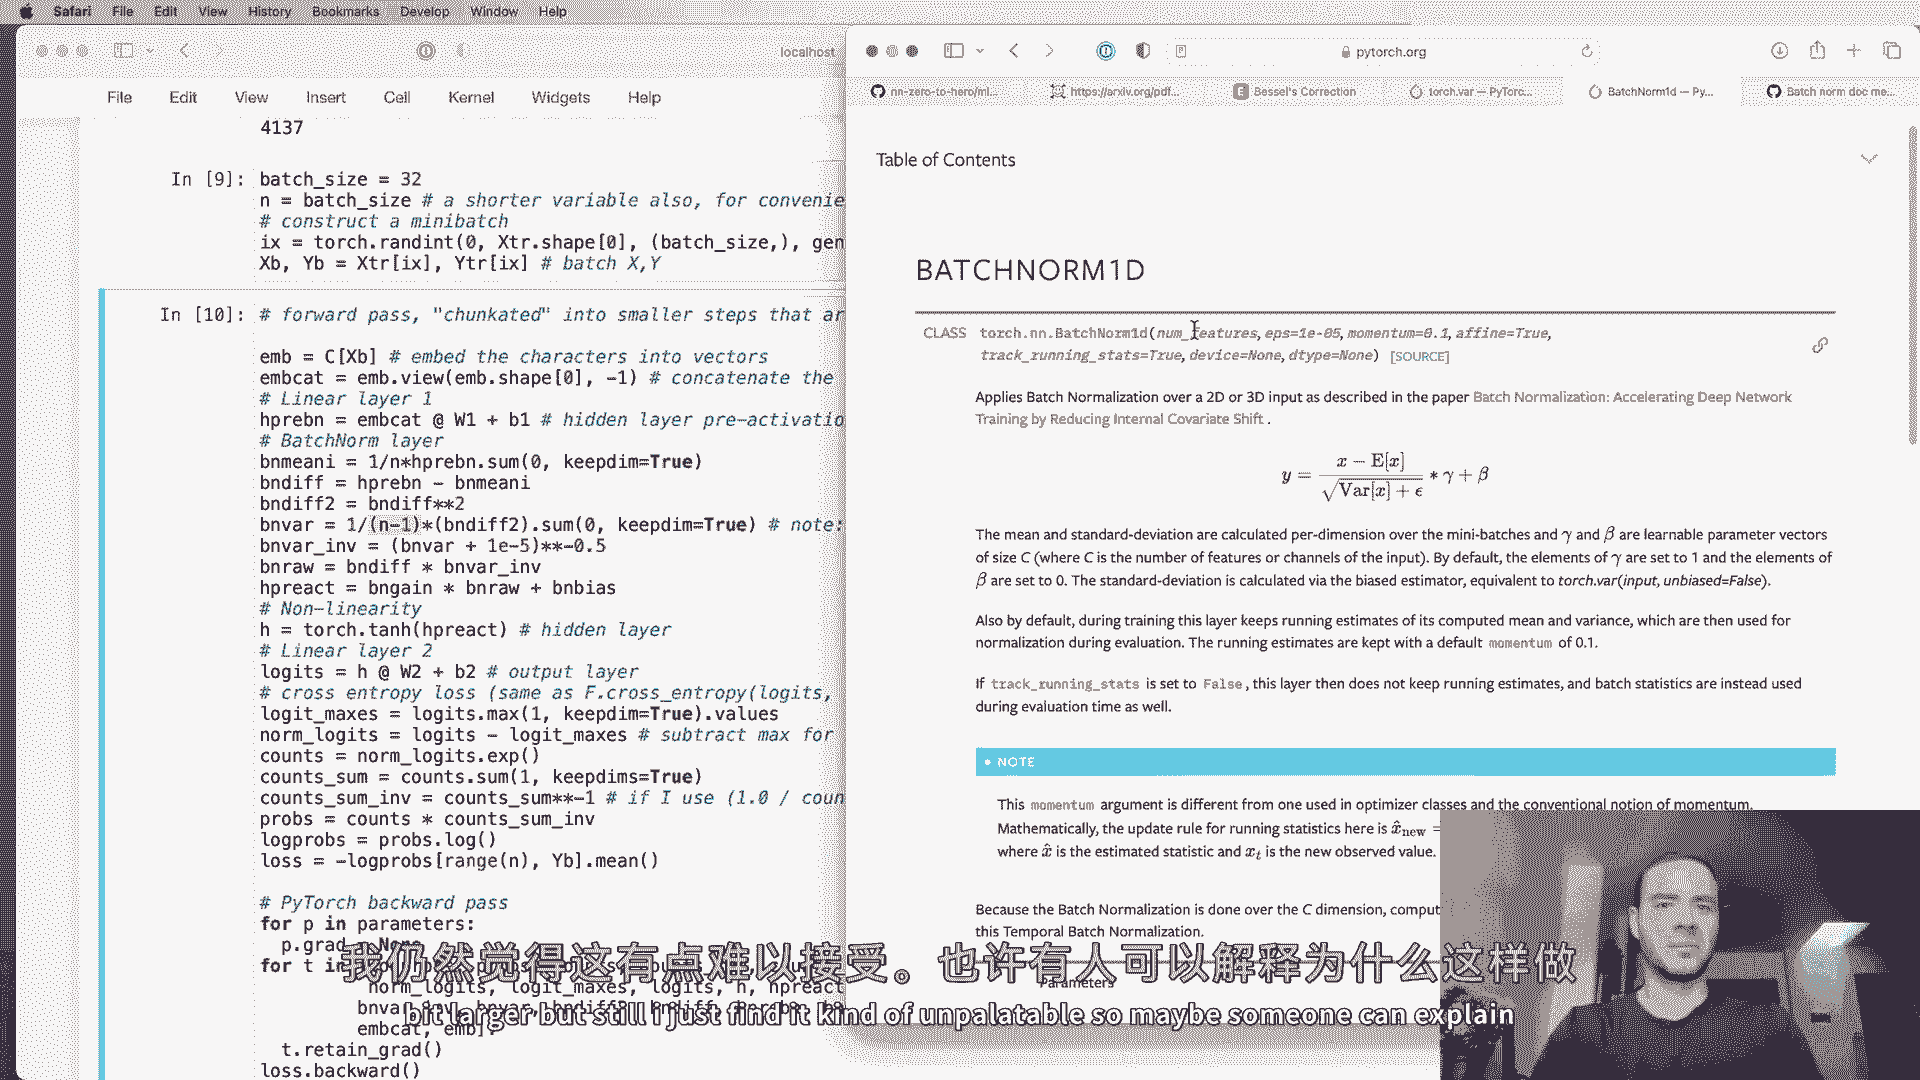 Safari File Edit View History Bookmarks Develop Window Help
localhost
File Edit View Insert Cell Kernel Widgets Help
4137
In [9]: batch_size = 32
n = batch_size # a shorter variable also, for convenie
# construct a minibatch
ix = torch.randint(0, Xtr.shape[0], (batch_size,), gen
Xb, Yb = Xtr[ix], Ytr[ix] # batch X,Y
In [10]: # forward pass, "chunkated" into smaller steps that ar
emb = C[Xb] # embed the characters into vectors
embcat = emb.view(emb.shape[0], -1) # concatenate the
# Linear layer 1
hprebn = embcat @ W1 + b1 # hidden layer pre-activatio
# BatchNorm layer
bnmeani = 1/n*hprebn.sum(0, keepdim=True)
bndiff = hprebn - bnmeani
bndiff2 = bndiff**2
bnvar = 1/(n-1)*(bndiff2).sum(0, keepdim=True) # note:
bnvar_inv = (bnvar + 1e-5)**-0.5
bnraw = bndiff * bnvar_inv
hpreact = bngain * bnraw + bnbias
# Non-linearity
h = torch.tanh(hpreact) # hidden layer
# Linear layer 2
logits = h @ W2 + b2 # output layer
# cross entropy loss (same as F.cross_entropy(logits,
logit_maxes = logits.max(1, keepdim=True).values
norm_logits = logits - logit_maxes # subtract max for
counts = norm_logits.exp()
counts_sum = counts.sum(1, keepdims=True)
counts_sum_inv = counts_sum**-1 # if I use (1.0 / coun
probs = counts * counts_sum_inv
logprobs = probs.log()
loss = -logprobs[range(n), Yb].mean()
# PyTorch backward pass
for p in parameters:
p.grad = None
for t in
norm_logits, logit_maxes, logits, h, hpreact
embcat, emb]
t.retain_grad()
loss.backward()
pytorch.org
nn-zero-to-hero/ml... https://arxiv.org/pdf... Bessel's Correction torch.var — PyTorc... BatchNorm1d — Py... Batch norm doc me...
Table of Contents
BATCHNORM1D
CLASS torch.nn.BatchNorm1d(num_features, eps=1e-05, momentum=0.1, affine=True,
track_running_stats=True, device=None, dtype=None) [SOURCE]
Applies Batch Normalization over a 2D or 3D input as described in the paper Batch Normalization: Accelerating Deep Network
Training by Reducing Internal Covariate Shift .
y = x − E[x] / √Var[x] + ϵ * γ + β
The mean and standard-deviation are calculated per-dimension over the mini-batches and γ and β are learnable parameter vectors
of size C (where C is the number of features or channels of the input). By default, the elements of γ are set to 1 and the elements of
β are set to 0. The standard-deviation is calculated via the biased estimator, equivalent to torch.var(input, unbiased=False).
Also by default, during training this layer keeps running estimates of its computed mean and variance, which are then used for
normalization during evaluation. The running estimates are kept with a default momentum of 0.1.
If track_running_stats is set to False, this layer then does not keep running estimates, and batch statistics are instead used
during evaluation time as well.
NOTE
This momentum argument is different from one used in optimizer classes and the conventional notion of momentum.
Mathematically, the update rule for running statistics here is x̂new =
where x̂ is the estimated statistic and xt is the new observed value.
Because the Batch Normalization is done over the C dimension, comput
this Temporal Batch Normalization.
Parameters
我仍然觉得这有点难以接受。也许有人可以解释为什么这样做
bit larger but still i just find it kind of unpalatable so maybe someone can explain